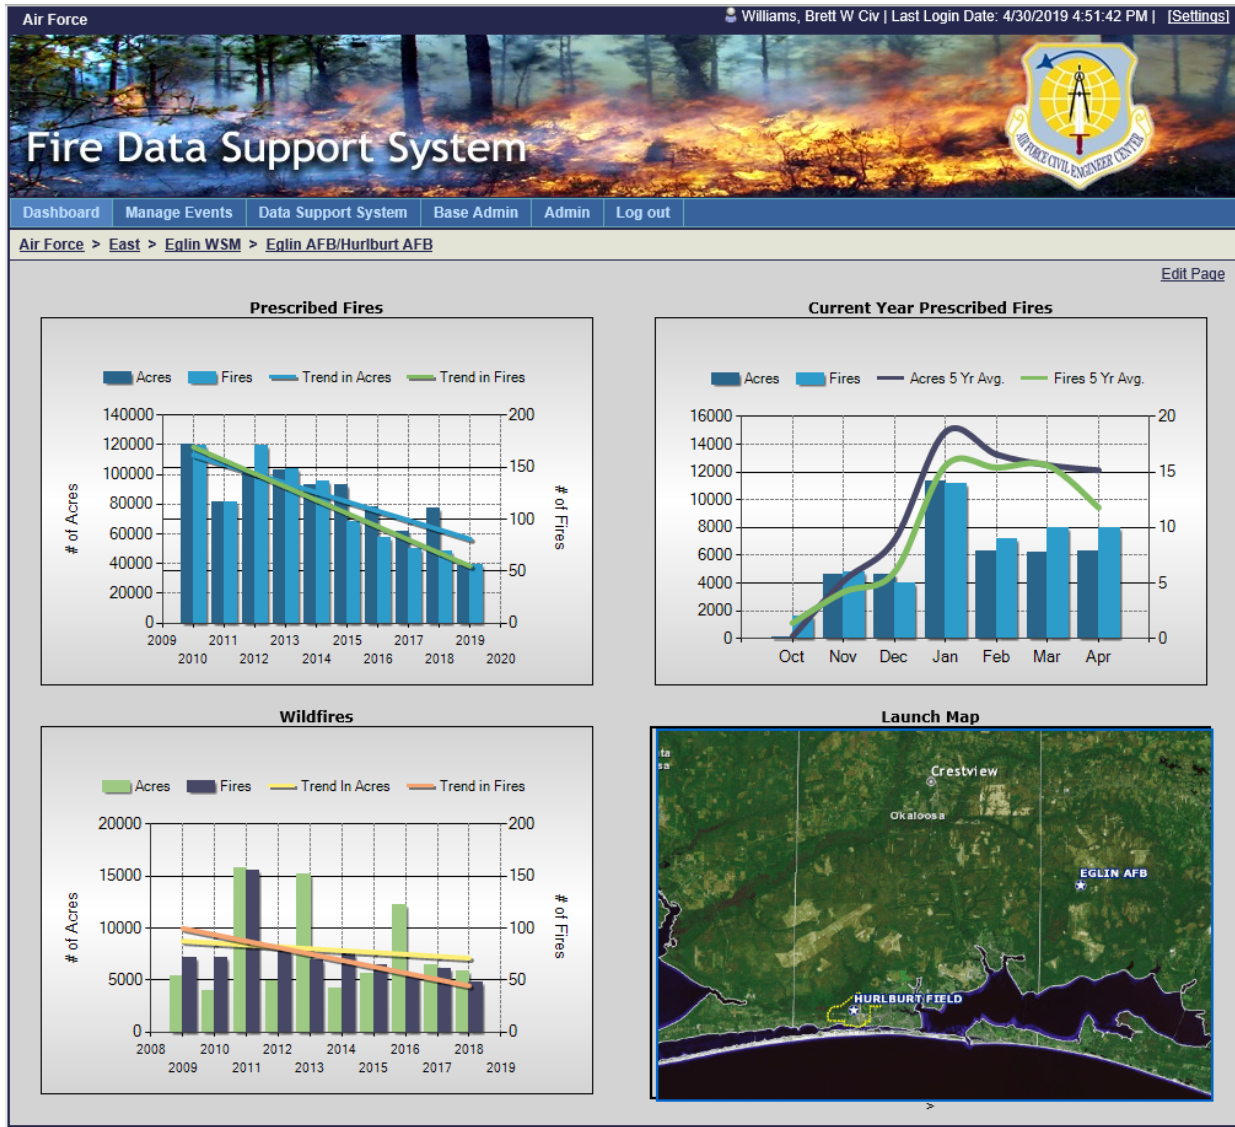 Air Force
Williams, Brett W Civ | Last Login Date: 4/30/2019 4:51:42 PM | [Settings]
Fire Data Support System
AIR FORCE CIVIL ENGINEER CENTER
Dashboard Manage Events Data Support System Base Admin Admin Log out
Air Force > East > Eglin WSM > Eglin AFB/Hurlburt AFB
Edit Page
Prescribed Fires
Acres Fires Trend in Acres Trend in Fires
140000
120000
100000
80000
60000
40000
20000
0
# of Acres
200
150
100
50
0
# of Fires
2009 2011 2013 2015 2017 2019
2010 2012 2014 2016 2018 2020
Current Year Prescribed Fires
Acres Fires Acres 5 Yr Avg. Fires 5 Yr Avg.
16000
14000
12000
10000
8000
6000
4000
2000
0
20
15
10
5
0
Oct Nov Dec Jan Feb Mar Apr
Wildfires
Acres Fires Trend In Acres Trend in Fires
20000
15000
10000
5000
0
# of Acres
200
150
100
50
0
# of Fires
2008 2010 2011 2012 2013 2014 2015 2016 2017 2018
2009 2011 2013 2015 2017 2019
Launch Map
ta
sa
Crestview
Okaloosa
EGLIN AFB
HURLBURT FIELD
>